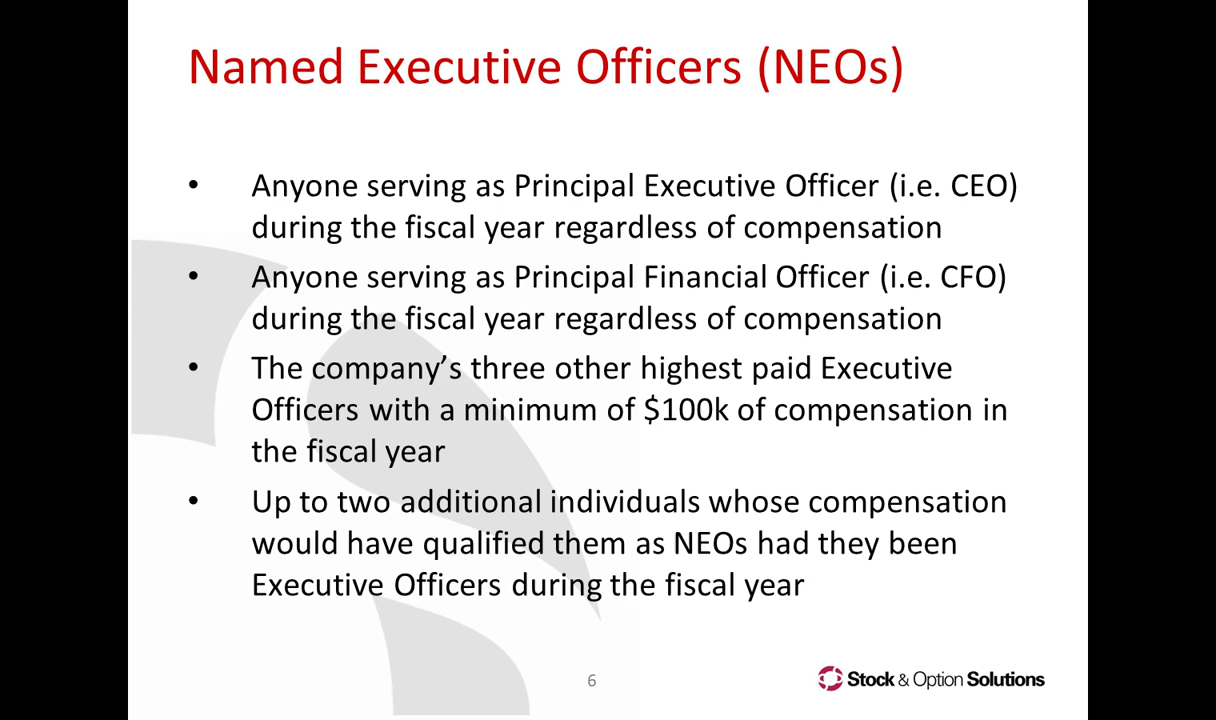 Named Executive Officers (NEOs)
• Anyone serving as Principal Executive Officer (i.e. CEO)
during the fiscal year regardless of compensation
• Anyone serving as Principal Financial Officer (i.e. CFO)
during the fiscal year regardless of compensation
• The company’s three other highest paid Executive
Officers with a minimum of $100k of compensation in
the fiscal year
• Up to two additional individuals whose compensation
would have qualified them as NEOs had they been
Executive Officers during the fiscal year
6
Stock & Option Solutions